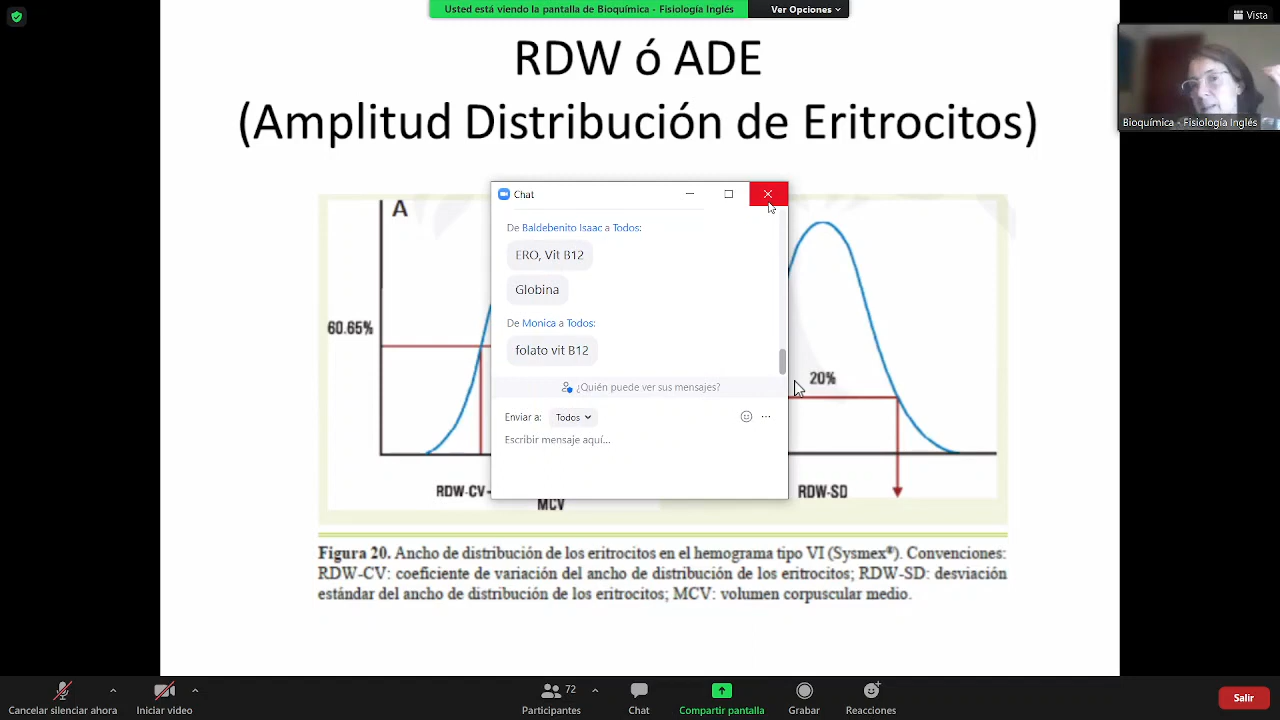 Usted está viendo la pantalla de Bioquímica - Fisiología Inglés
Ver Opciones
Vista
RDW ó ADE
(Amplitud Distribución de Eritrocitos)
Bioquímica - Fisiología Inglés
Chat
De Baldebenito Isaac a Todos:
ERO, Vit B12
Globina
De Monica a Todos:
folato vit B12
¿Quién puede ver sus mensajes?
Enviar a: Todos
Escribir mensaje aquí...
A
60.65%
20%
RDW-CV
MCV
RDW-SD
Figura 20. Ancho de distribución de los eritrocitos en el hemograma tipo VI (Sysmex®). Convenciones:
RDW-CV: coeficiente de variación del ancho de distribución de los eritrocitos; RDW-SD: desviación
estándar del ancho de distribución de los eritrocitos; MCV: volumen corpuscular medio.
Cancelar silenciar ahora
Iniciar video
72
Participantes
Chat
Compartir pantalla
Grabar
Reacciones
Salir